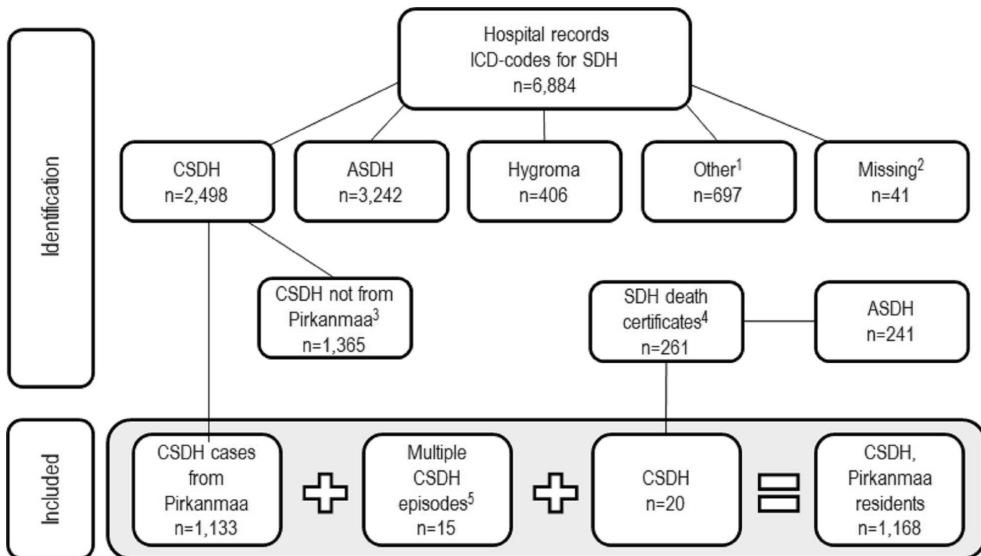 Identification
Hospital records
ICD-codes for SDH
n=6,884
CSDH
n=2,498
ASDH
n=3,242
Hygroma
n=406
Other¹
n=697
Missing²
n=41
CSDH not from
Pirkanmaa³
n=1,365
SDH death
certificates⁴
n=261
ASDH
n=241
Included
CSDH cases
from
Pirkanmaa
n=1,133
Multiple
CSDH
episodes⁵
n=15
CSDH
n=20
CSDH,
Pirkanmaa
residents
n=1,168